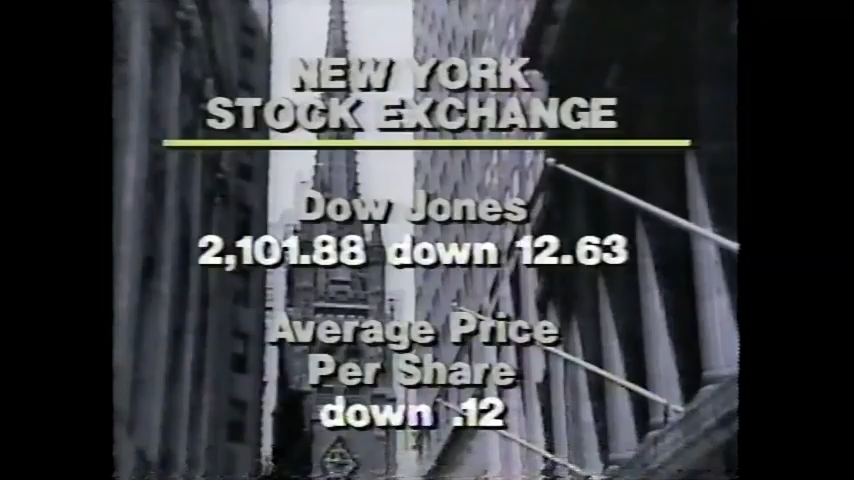 NEW YORK
STOCK EXCHANGE
Dow Jones
2,101.88 down 12.63
Average Price
Per Share
down .12